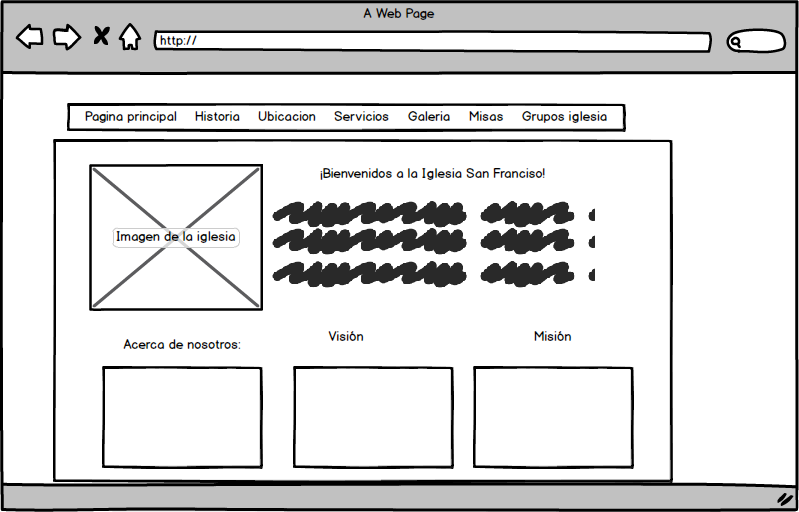 A Web Page
http://
Pagina principal Historia Ubicacion Servicios Galeria Misas Grupos iglesia
¡Bienvenidos a la Iglesia San Franciso!
Imagen de la iglesia
Acerca de nosotros: Visión Misión